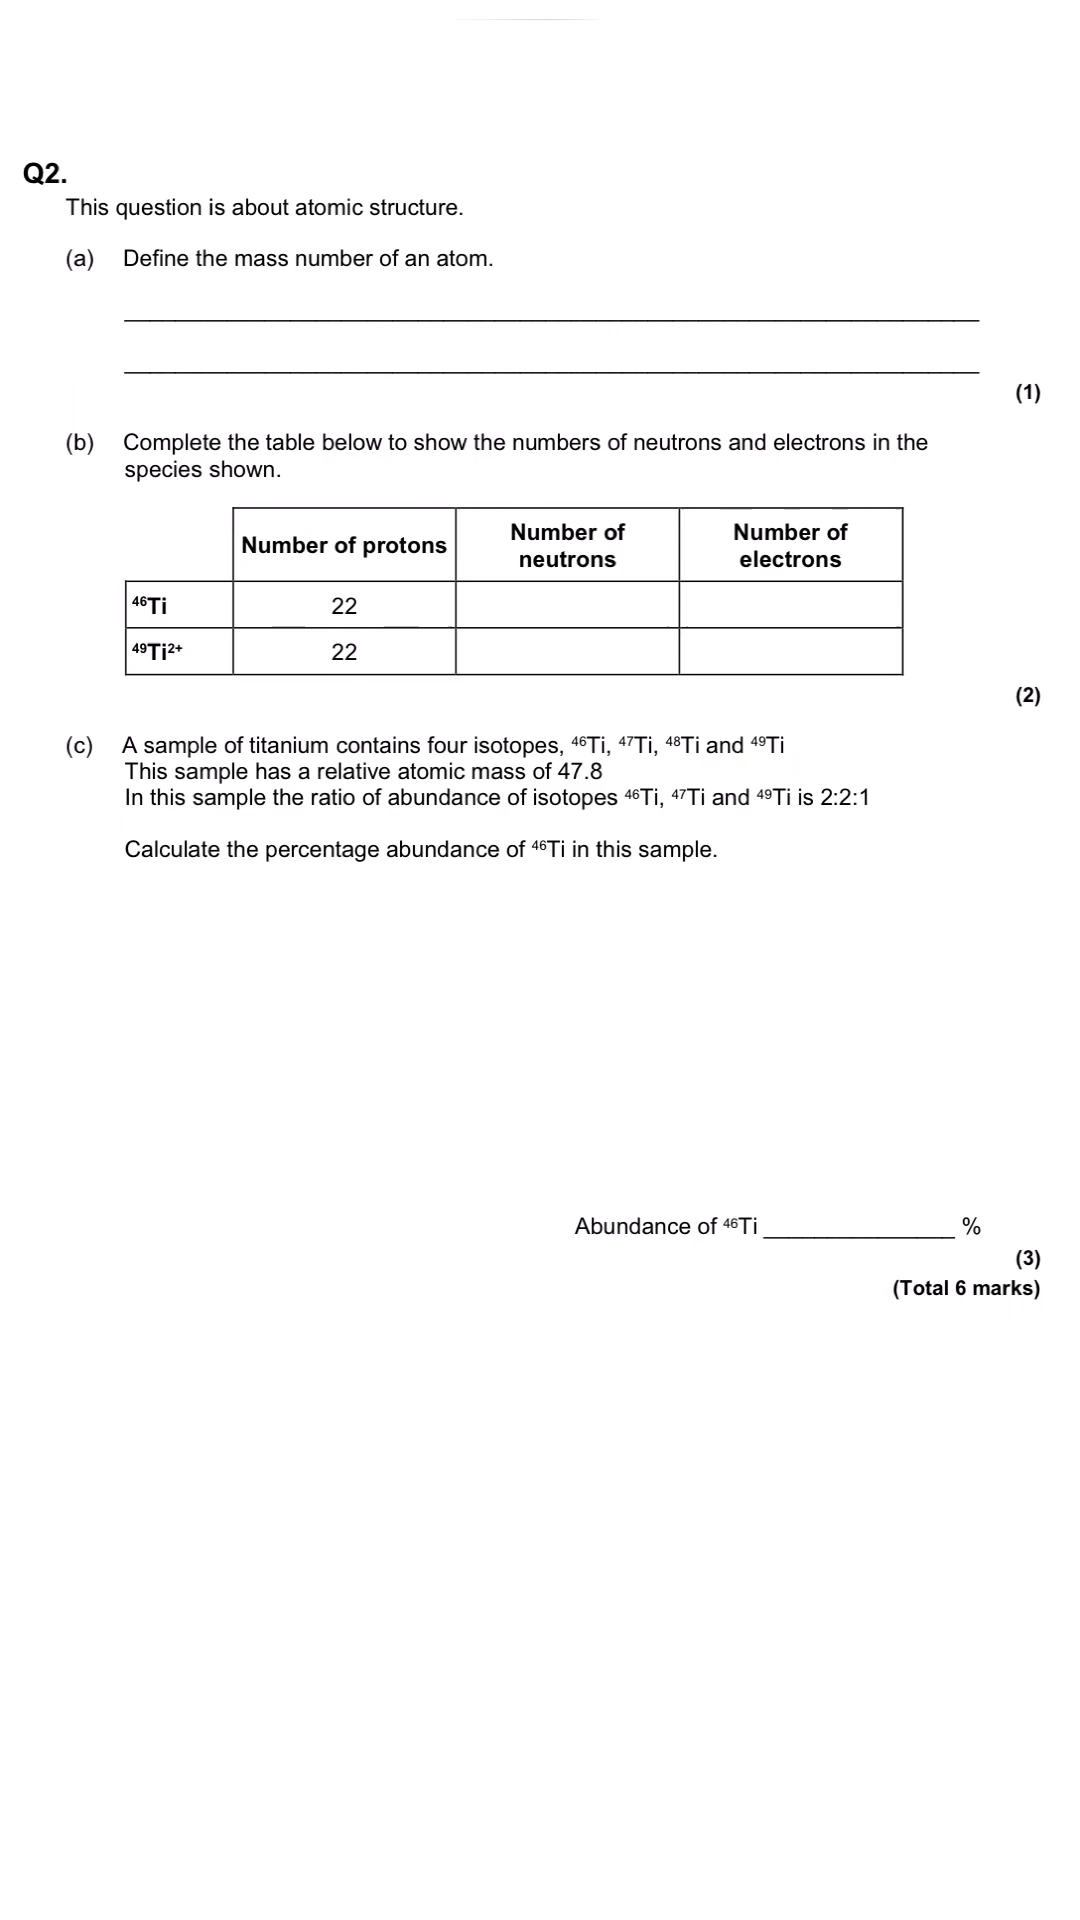 Q2.
This question is about atomic structure.
(a) Define the mass number of an atom.
(1)
(b) Complete the table below to show the numbers of neutrons and electrons in the
species shown.
Number of protons Number of neutrons Number of electrons
⁴⁶Ti 22
⁴⁹Ti²⁺ 22
(2)
(c) A sample of titanium contains four isotopes, ⁴⁶Ti, ⁴⁷Ti, ⁴⁸Ti and ⁴⁹Ti
This sample has a relative atomic mass of 47.8
In this sample the ratio of abundance of isotopes ⁴⁶Ti, ⁴⁷Ti and ⁴⁹Ti is 2:2:1
Calculate the percentage abundance of ⁴⁶Ti in this sample.
Abundance of ⁴⁶Ti _______________ %
(3)
(Total 6 marks)